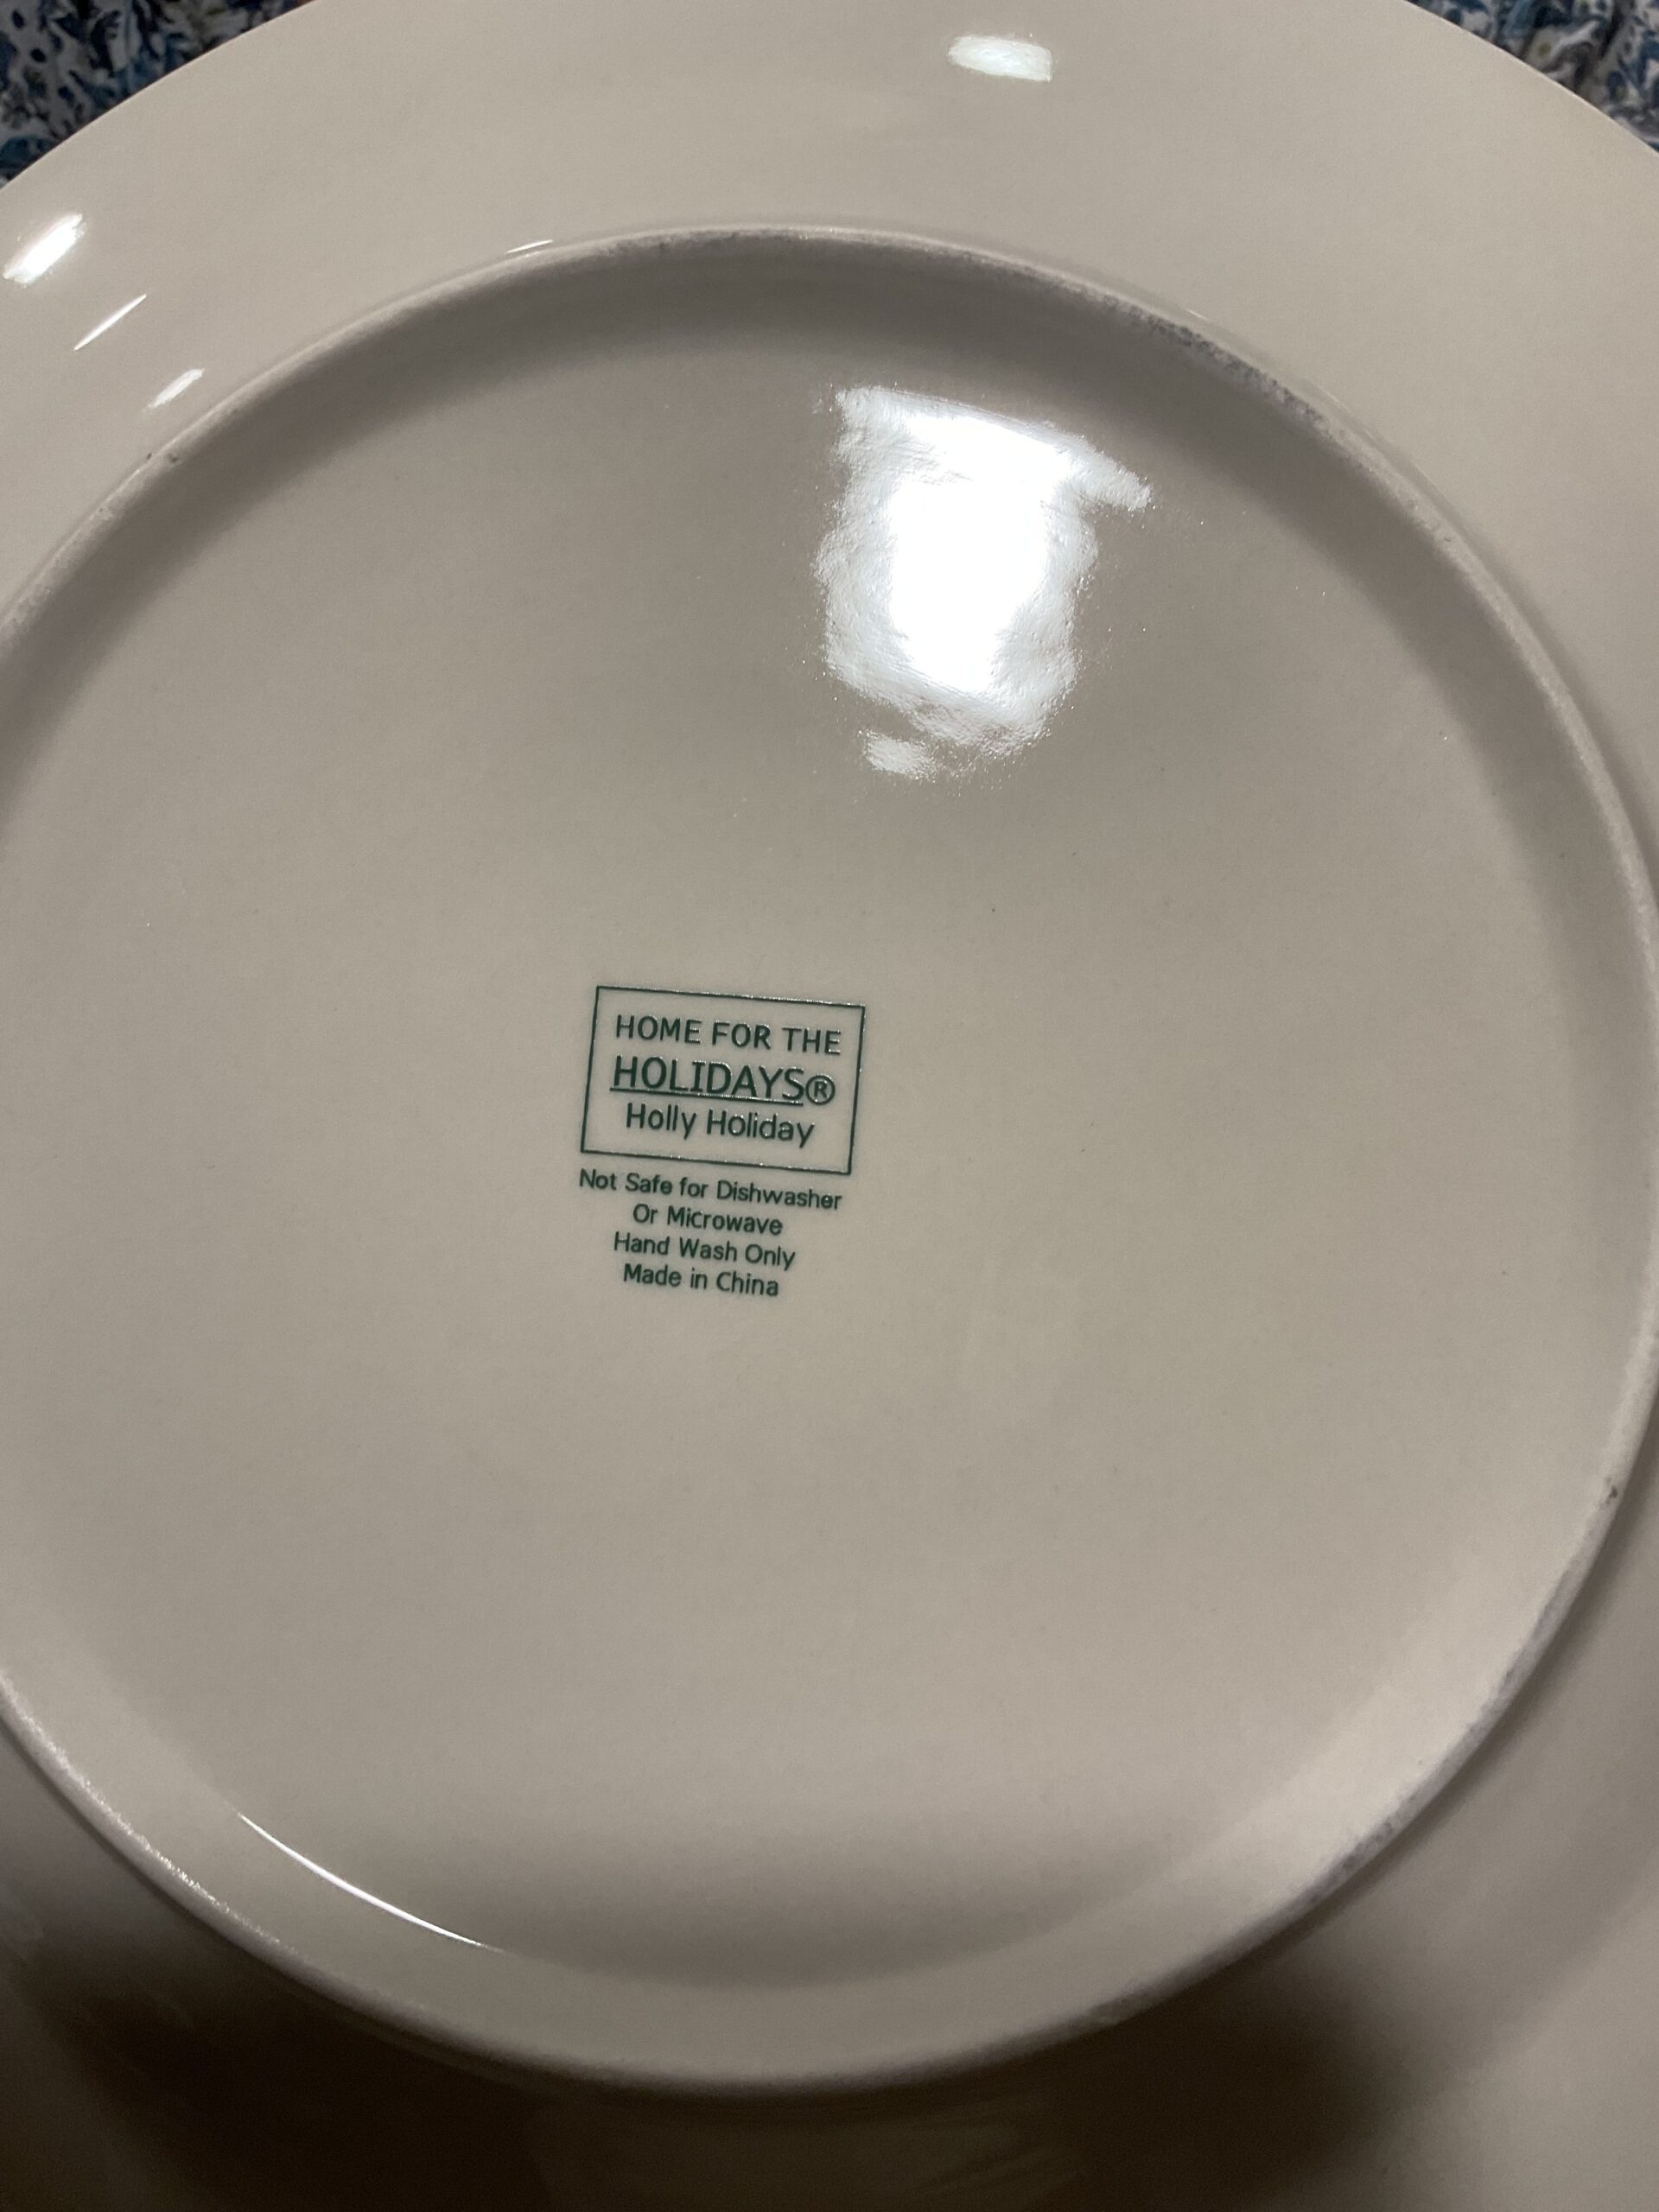 HOME FOR THE
HOLIDAYS®
Holly Holiday
Not Safe for Dishwasher
Or Microwave
Hand Wash Only
Made in China